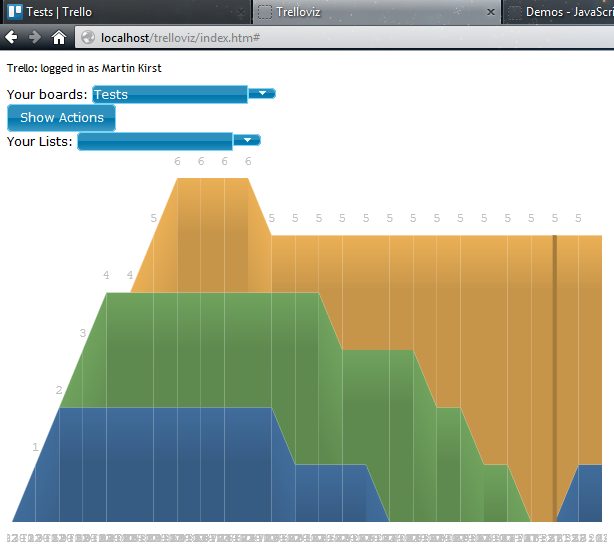 Tests | Trello
Trelloviz
Demos - JavaScri
localhost/trelloviz/index.htm#
Trello: logged in as Martin Kirst
Your boards: Tests
Show Actions
Your Lists:
6 6 6 6
5 5 5 5 5 5 5 5 5 5 5 5 5 5 5
4 4
3
2
1